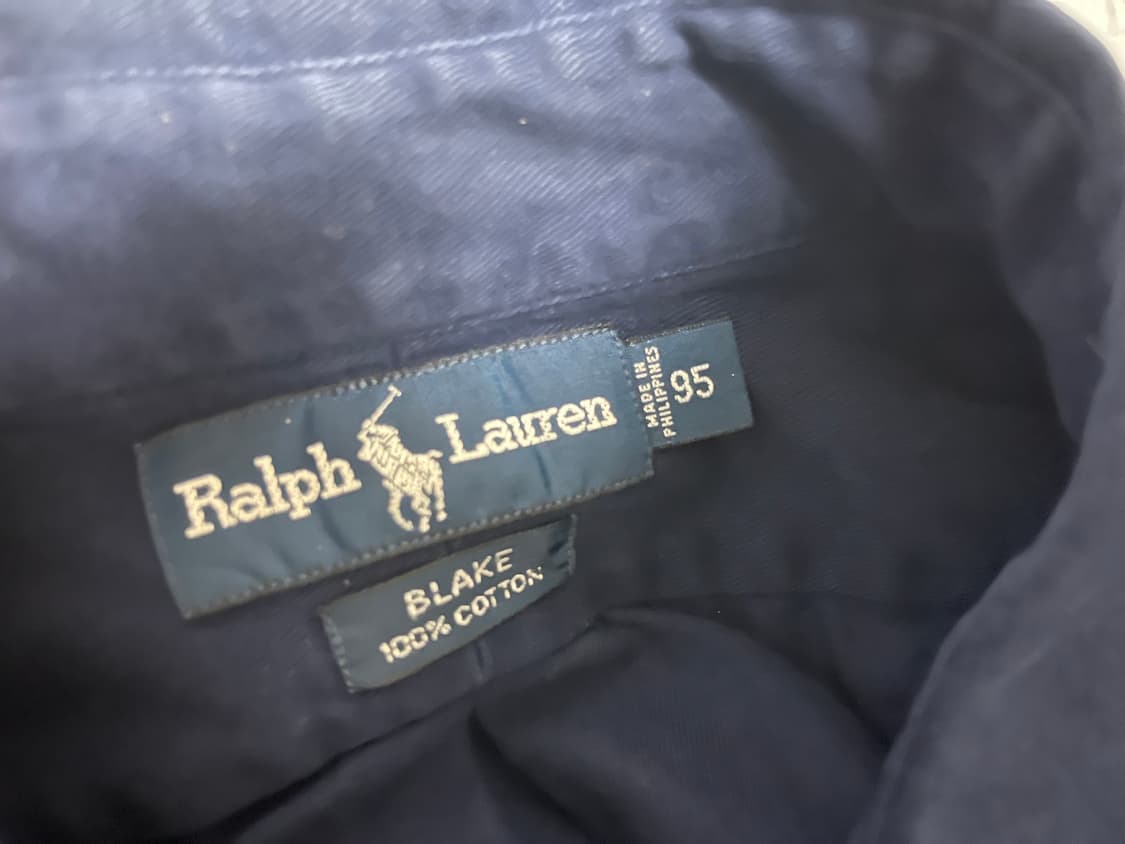 Ralph Lauren
MADE IN
PHILIPPINES
95
BLAKE
100% COTTON